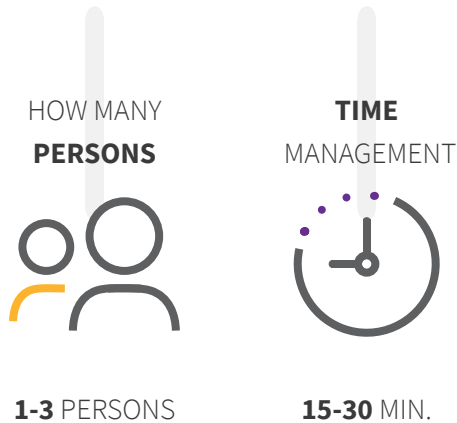 HOW MANY
PERSONS
1-3 PERSONS
TIME
MANAGEMENT
15-30 MIN.